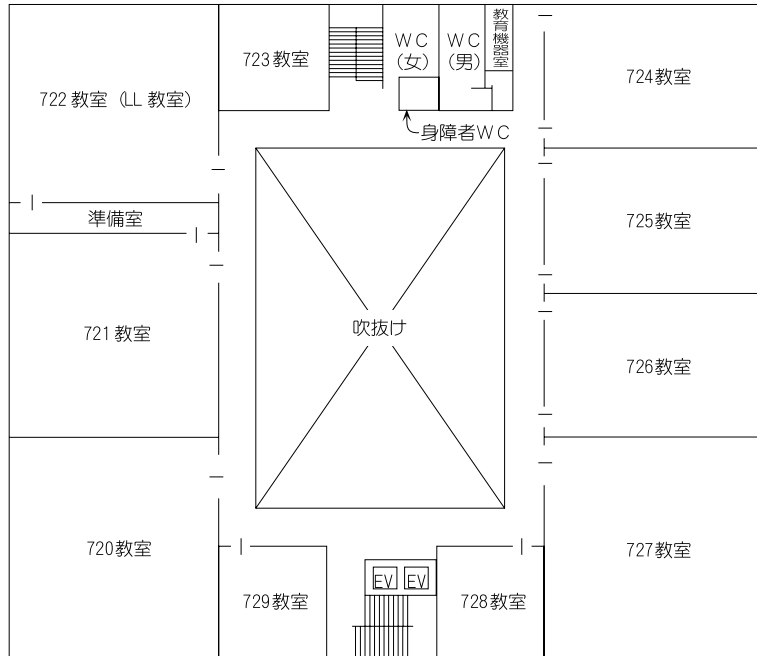 723教室
WC
(女)
WC
(男)
教育機器室
724教室
722教室（LL教室）
身障者WC
準備室
725教室
721教室
吹抜け
726教室
720教室
727教室
729教室
EV
EV
728教室